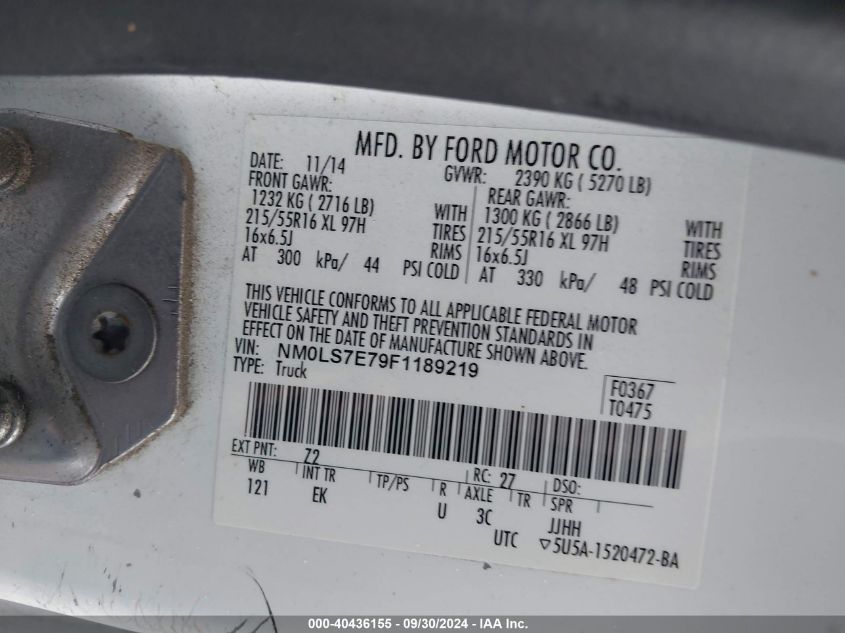 MFD. BY FORD MOTOR CO.
DATE: 11/14 GVWR: 2390 KG ( 5270 LB)
FRONT GAWR: REAR GAWR:
1232 KG ( 2716 LB) WITH 1300 KG ( 2866 LB) WITH
215/55R16 XL 97H TIRES 215/55R16 XL 97H TIRES
16x6.5J RIMS 16x6.5J RIMS
AT 300 kPa/ 44 PSI COLD AT 330 kPa/ 48 PSI COLD
THIS VEHICLE CONFORMS TO ALL APPLICABLE FEDERAL MOTOR
VEHICLE SAFETY AND THEFT PREVENTION STANDARDS IN
EFFECT ON THE DATE OF MANUFACTURE SHOWN ABOVE.
VIN: NM0LS7E79F1189219
TYPE: Truck
F0367
T0475
EXT PNT: Z2 RC: 27 DSO:
WB INT TR TP/PS R AXLE TR SPR
121 EK U 3C JJHH
UTC ▽5U5A-1520472-BA
000-40436155 - 09/30/2024 - IAA Inc.